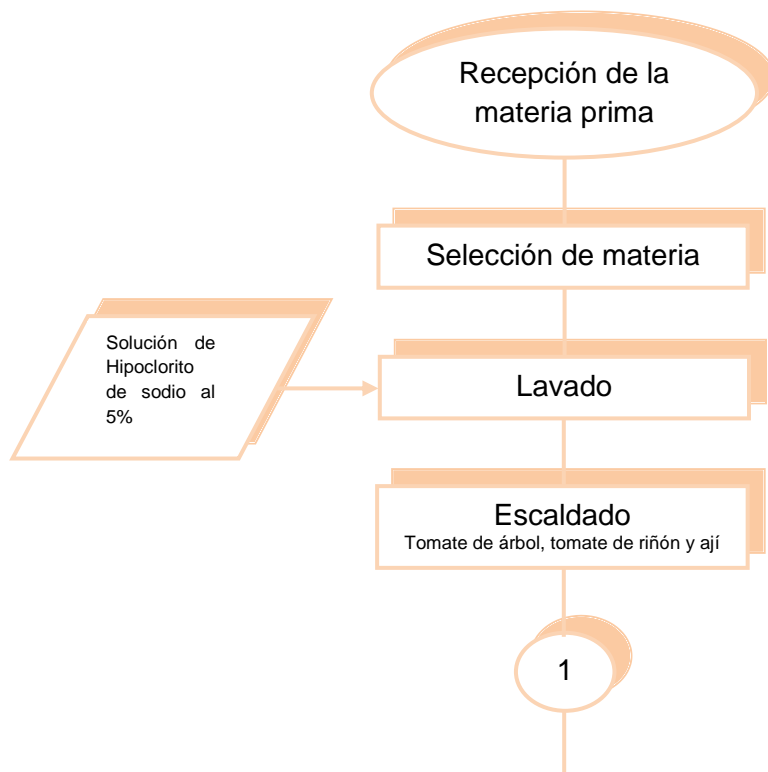 Recepción de la
materia prima
Selección de materia
Solución de
Hipoclorito
de sodio al
5%
Lavado
Escaldado
Tomate de árbol, tomate de riñón y ají
1